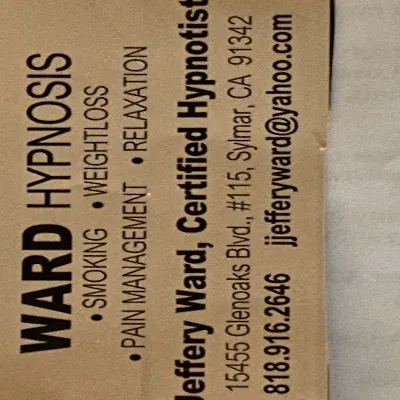 WARD HYPNOSIS
• SMOKING • WEIGHTLOSS
• PAIN MANAGEMENT • RELAXATION
Jeffery Ward, Certified Hypnotist
15455 Glenoaks Blvd., #115, Sylmar, CA 91342
818.916.2646 jjefferyward@yahoo.com